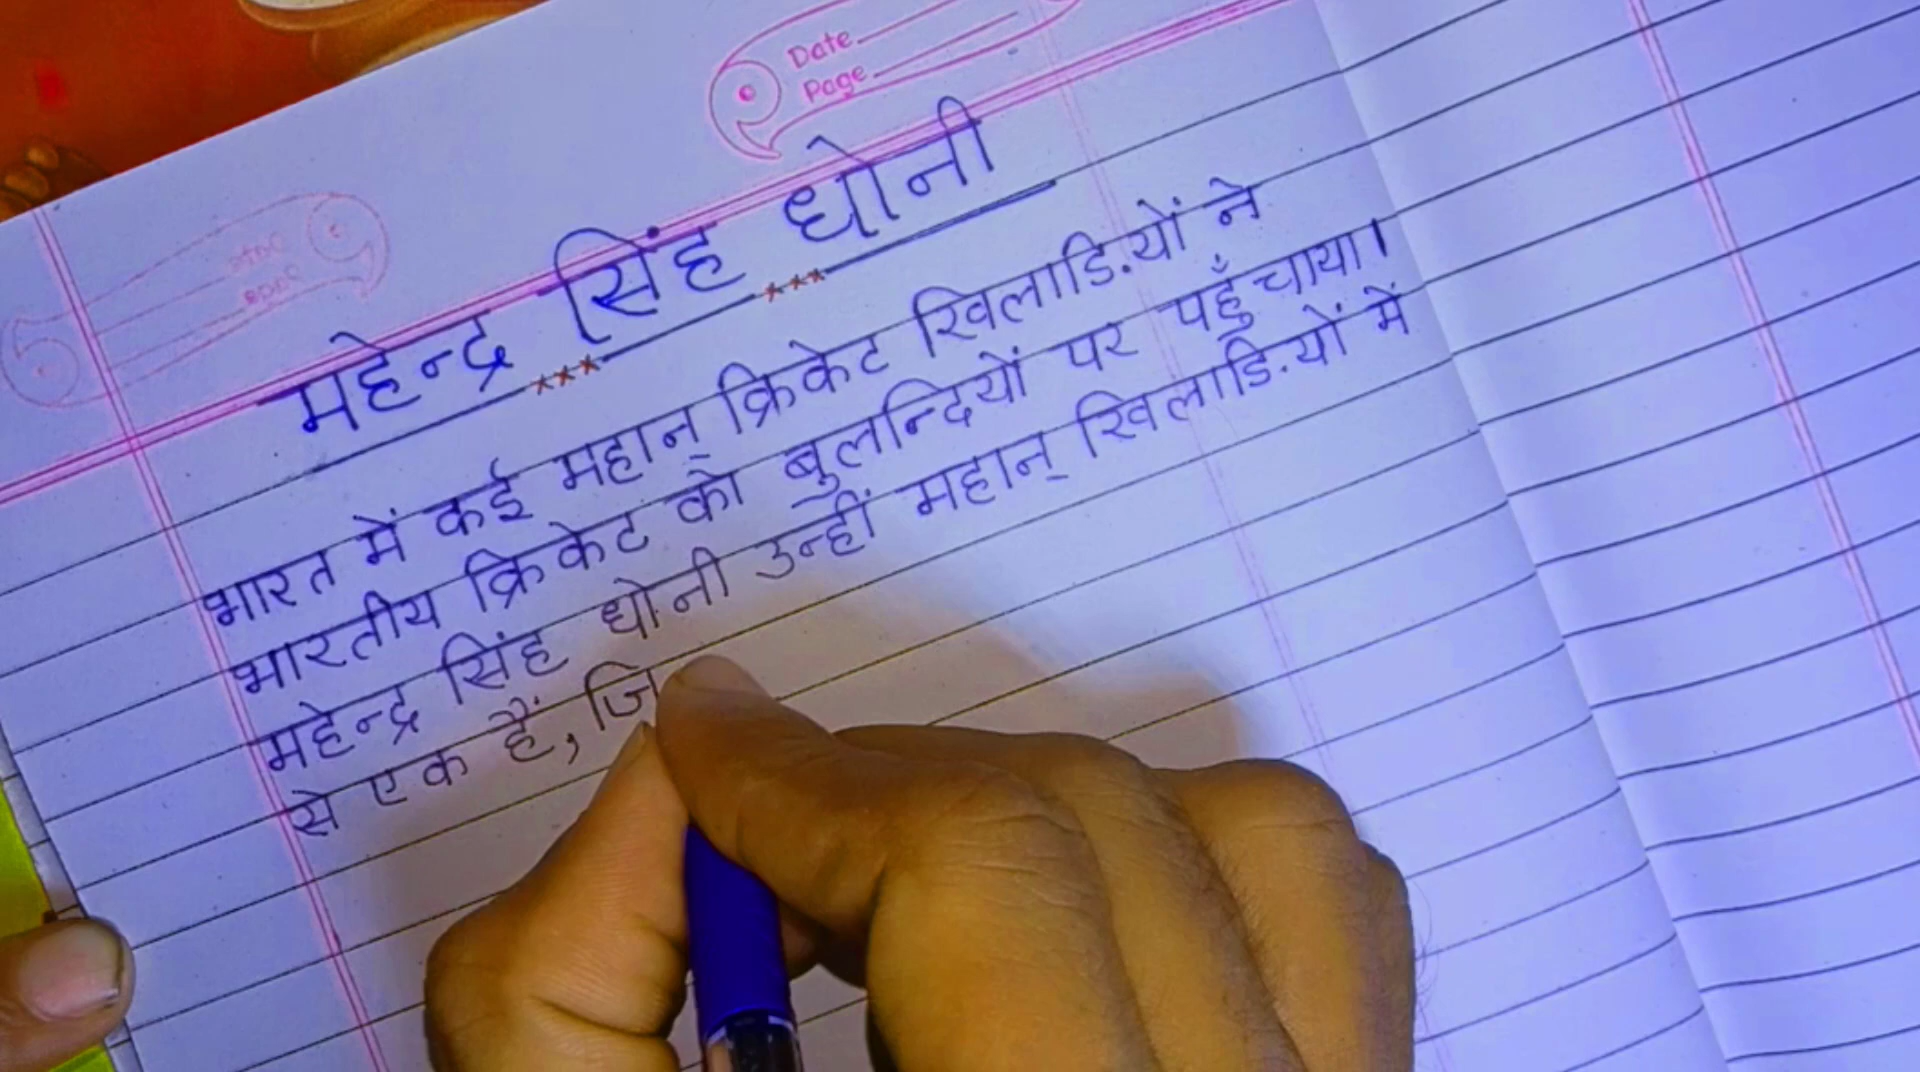 Date
Page
महेन्द्र सिंह धोनी
भारत में कई महान् क्रिकेट खिलाड़ियों ने
भारतीय क्रिकेट को बुलन्दियों पर पहुँचाया।
महेन्द्र सिंह धोनी उन्हीं महान् खिलाड़ियों में
से एक हैं, जि